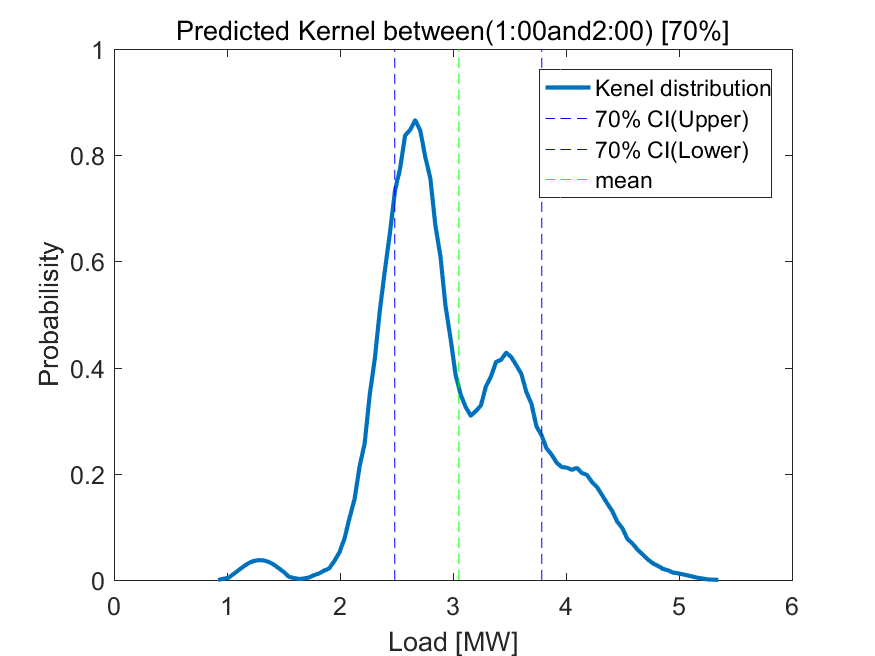 Predicted Kernel between(1:00and2:00) [70%]
1
0.8
0.6
0.4
0.2
0
Probabilisity
Kenel distribution
70% CI(Upper)
70% CI(Lower)
mean
0 1 2 3 4 5 6
Load [MW]